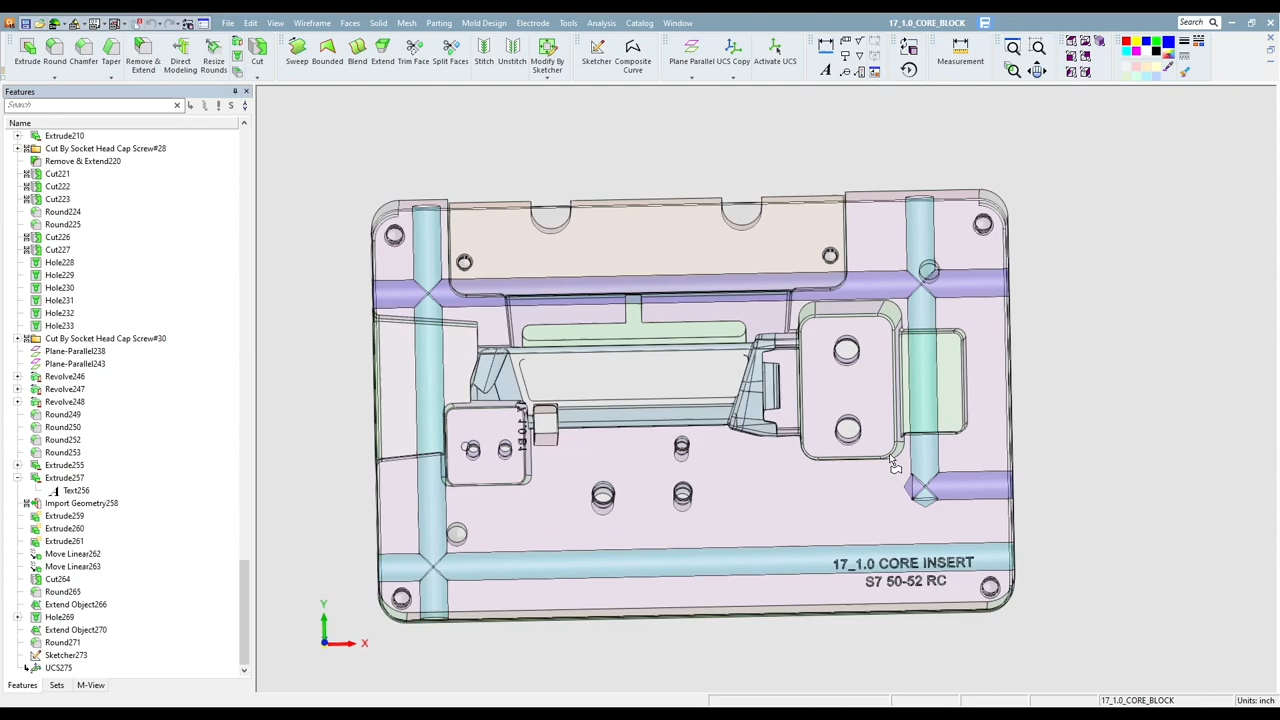 File Edit View Wireframe Faces Solid Mesh Parting Mold Design Electrode Tools Analysis Catalog Window
17_1.0_CORE_BLOCK
Search
Extrude Round Chamfer Taper Remove & Extend Direct Modeling Resize Rounds Cut Sweep Bounded Blend Extend Trim Face Split Face Stitch Unstitch Modify By Sketcher Sketcher Composite Curve Plane Parallel UCS Copy Activate UCS Measurement
Features
Search
Name
Extrude210
Cut By Socket Head Cap Screw#28
Remove & Extend220
Cut221
Cut222
Cut223
Round224
Round225
Cut226
Cut227
Hole228
Hole229
Hole230
Hole231
Hole232
Hole233
Cut By Socket Head Cap Screw#30
Plane-Parallel238
Plane-Parallel243
Revolve246
Revolve247
Revolve248
Round249
Round250
Round252
Round253
Extrude255
Extrude257
Text256
Import Geometry258
Extrude259
Extrude260
Extrude261
Move Linear262
Move Linear263
Cut264
Round265
Extend Object266
Hole269
Extend Object270
Round271
Sketcher273
UCS275
Features Sets M-View
17_1.0 CORE INSERT
S7 50-52 RC
Y
X
17_1.0_CORE_BLOCK
Units: inch